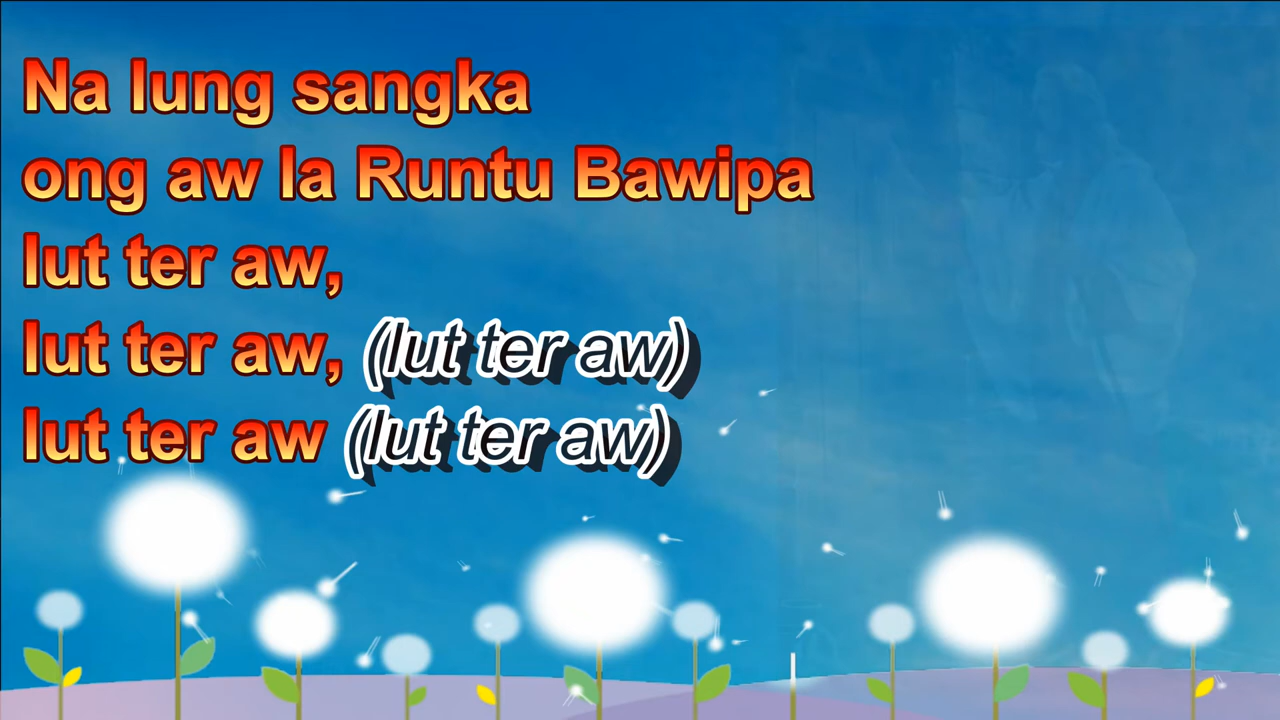 Na lung sangka
ong aw la Runtu Bawipa
lut ter aw,
lut ter aw, (lut ter aw)
lut ter aw (lut ter aw)